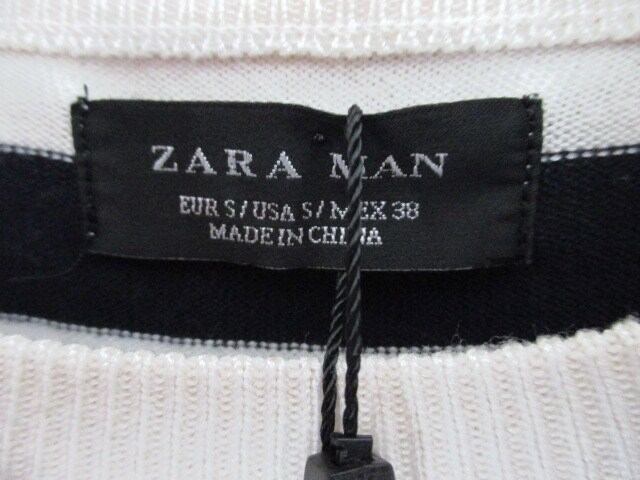 ZARA MAN
EUR S/USA S/MEX 38
MADE IN CHINA